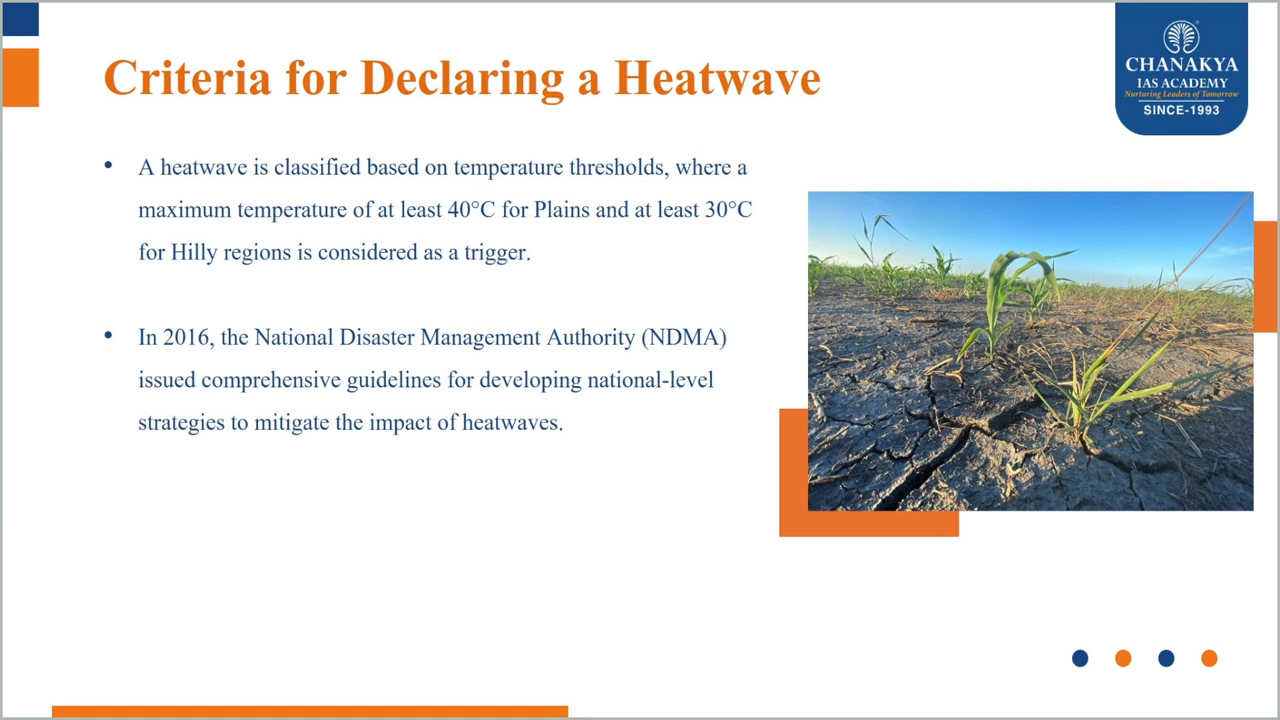 Criteria for Declaring a Heatwave
CHANAKYA
IAS ACADEMY
Nurturing Leaders of Tomorrow
SINCE-1993
• A heatwave is classified based on temperature thresholds, where a
maximum temperature of at least 40°C for Plains and at least 30°C
for Hilly regions is considered as a trigger.
• In 2016, the National Disaster Management Authority (NDMA)
issued comprehensive guidelines for developing national-level
strategies to mitigate the impact of heatwaves.